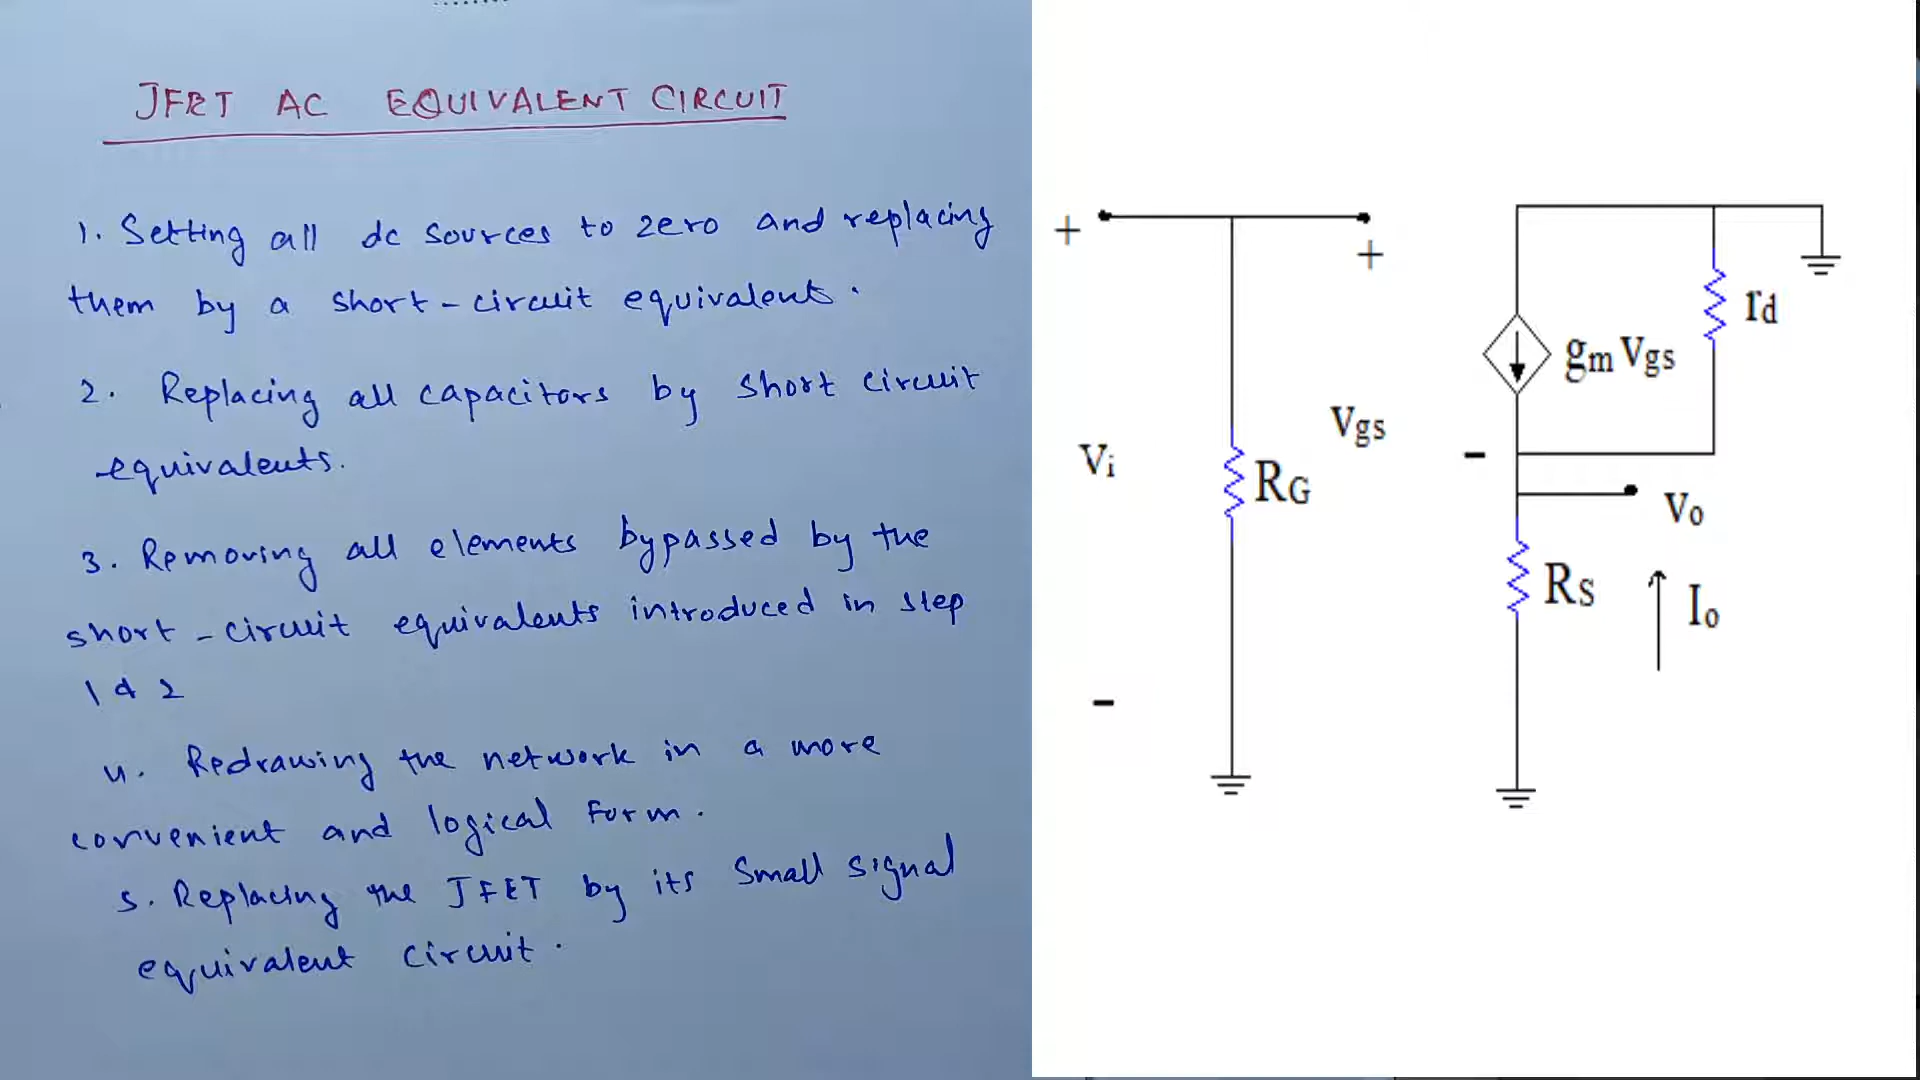 JFET AC EQUIVALENT CIRCUIT
1. Setting all dc sources to zero and replacing
them by a short-circuit equivalent.
2. Replacing all capacitors by short circuit
equivalents.
3. Removing all elements bypassed by the
short-circuit equivalents introduced in step
1 & 2
4. Redrawing the network in a more
convenient and logical form.
5. Replacing the JFET by its small signal
equivalent circuit.
+
+
Vi
-
RG
Vgs
-
gm Vgs
rd
Vo
RS
Io